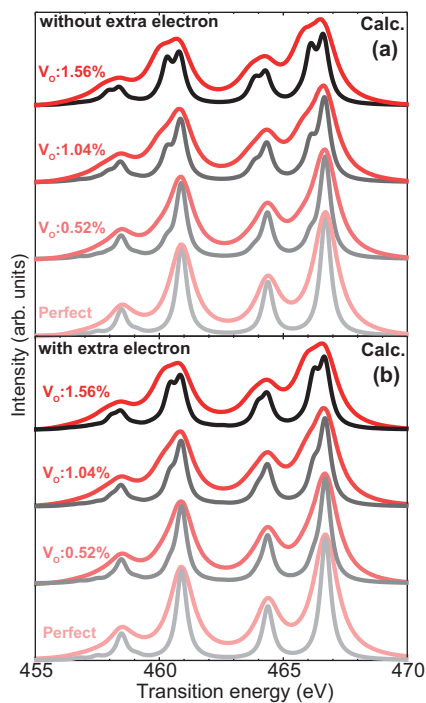 without extra electron Calc.
(a)
V_O:1.56%
V_O:1.04%
V_O:0.52%
Perfect
Intensity (arb. units)
with extra electron Calc.
(b)
V_O:1.56%
V_O:1.04%
V_O:0.52%
Perfect
455 460 465 470
Transition energy (eV)